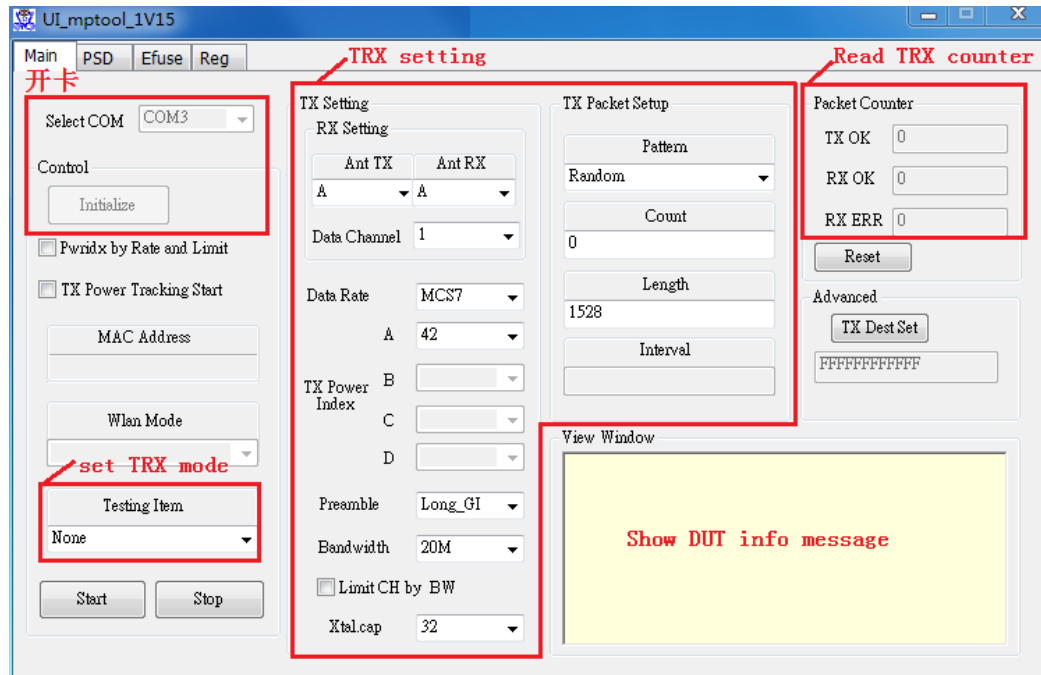 UI_mptool_1V15
Main PSD Efuse Reg
开卡
TRX setting
Read TRX counter
Select COM COM3
Control
Initialize
Pwridx by Rate and Limit
TX Power Tracking Start
MAC Address
Wlan Mode
set TRX mode
Testing Item
None
Start Stop
TX Setting
RX Setting
Ant TX Ant RX
A A
Data Channel 1
Data Rate MCS7
A 42
TX Power Index
B
C
D
Preamble Long_GI
Bandwidth 20M
Limit CH by BW
Xtal.cap 32
TX Packet Setup
Pattern
Random
Count
0
Length
1528
Interval
Packet Counter
TX OK 0
RX OK 0
RX ERR 0
Reset
Advanced
TX Dest Set
FFFFFFFFFFFF
View Window
Show DUT info message